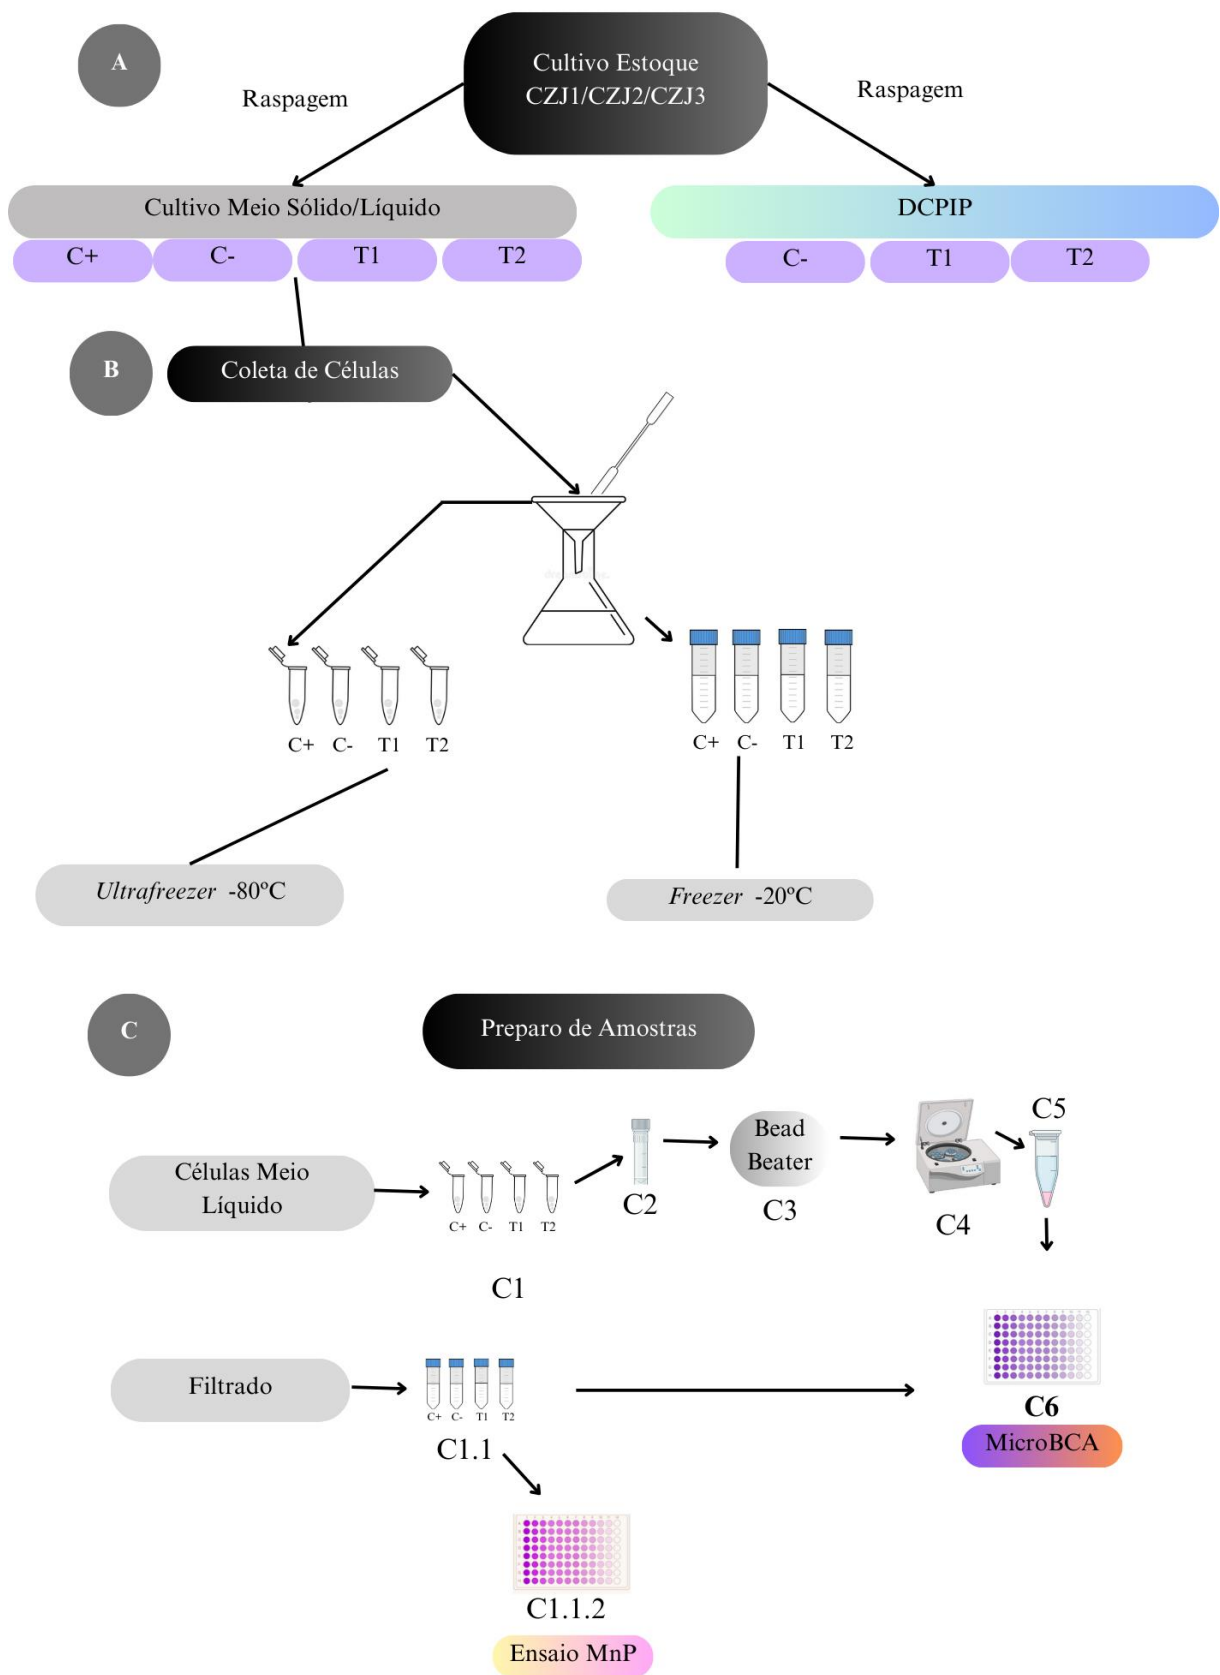 A
Cultivo Estoque
CZJ1/CZJ2/CZJ3
Raspagem
Raspagem
Cultivo Meio Sólido/Líquido
DCPIP
C+
C-
T1
T2
C-
T1
T2
B
Coleta de Células
C+
C-
T1
T2
C+
C-
T1
T2
Ultrafreezer -80ºC
Freezer -20ºC
C
Preparo de Amostras
Células Meio
Líquido
C+
C-
T1
T2
C1
C2
Bead
Beater
C3
C4
C5
Filtrado
C+
C-
T1
T2
C1.1
C6
MicroBCA
C1.1.2
Ensaio MnP